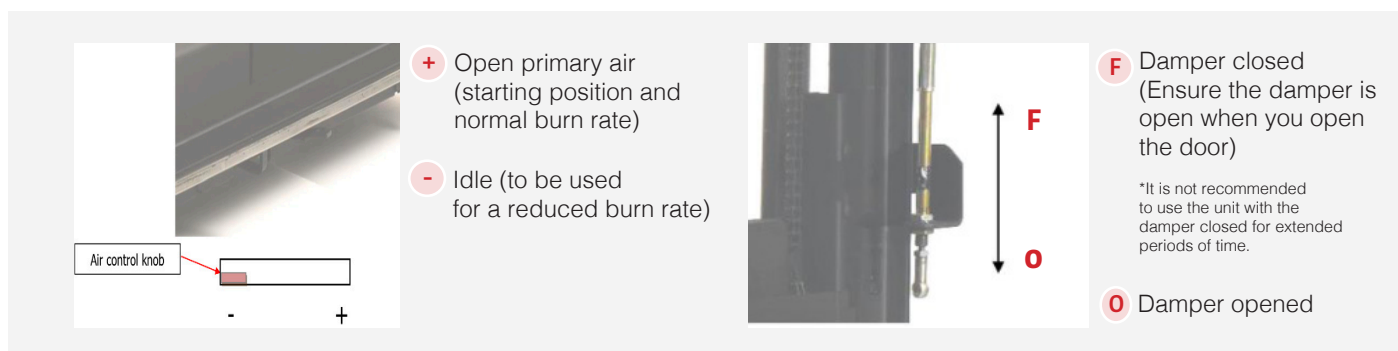 + Open primary air
(starting position and
normal burn rate)
- Idle (to be used
for a reduced burn rate)
Air control knob
- +
F
O
F Damper closed
(Ensure the damper is
open when you open
the door)
*It is not recommended
to use the unit with the
damper closed for extended
periods of time.
O Damper opened